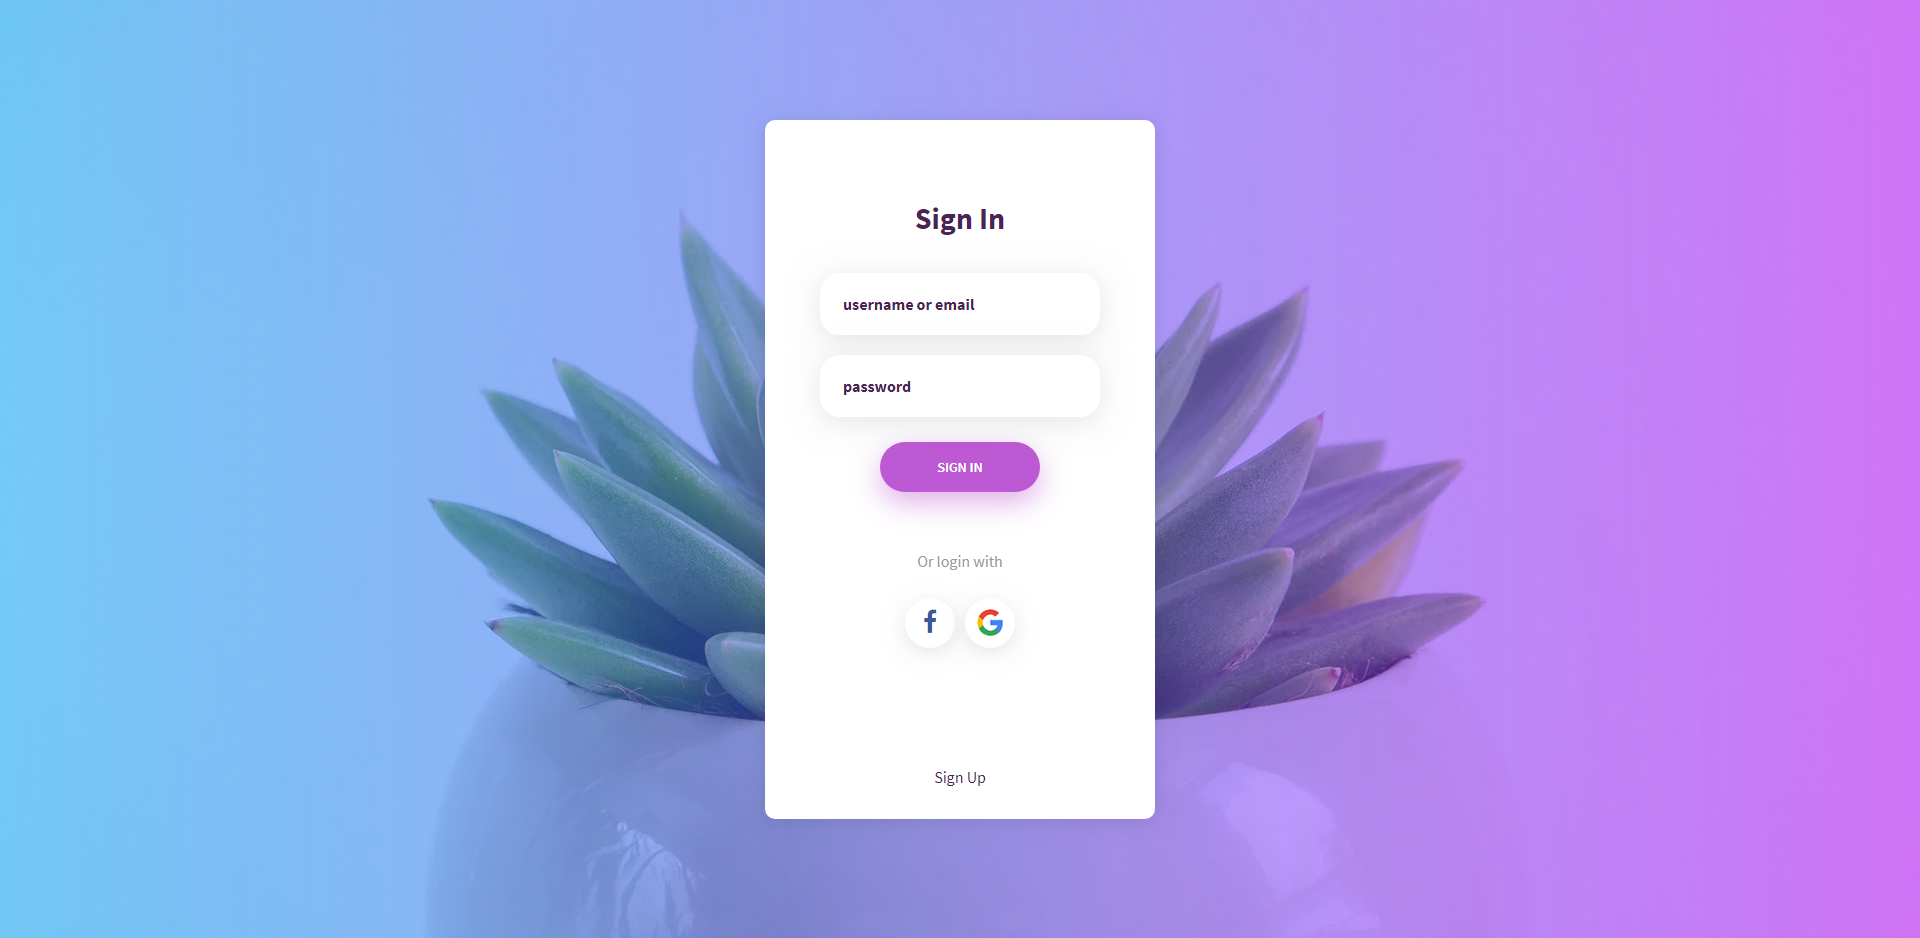 Sign In
username or email
password
SIGN IN
Or login with
Sign Up